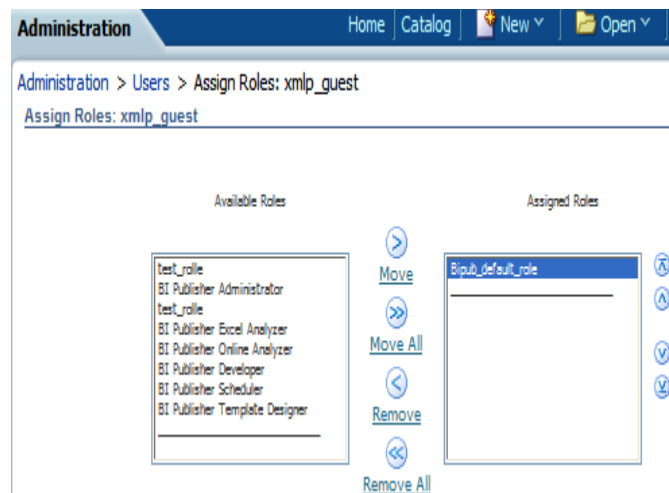 Administration
Home Catalog New Open
Administration > Users > Assign Roles: xmlp_guest
Assign Roles: xmlp_guest
Available Roles
Assigned Roles
test_rolle
BI Publisher Administrator
test_rolle
BI Publisher Excel Analyzer
BI Publisher Online Analyzer
BI Publisher Developer
BI Publisher Scheduler
BI Publisher Template Designer
Move
Move All
Remove
Remove All
Bipub_default_role